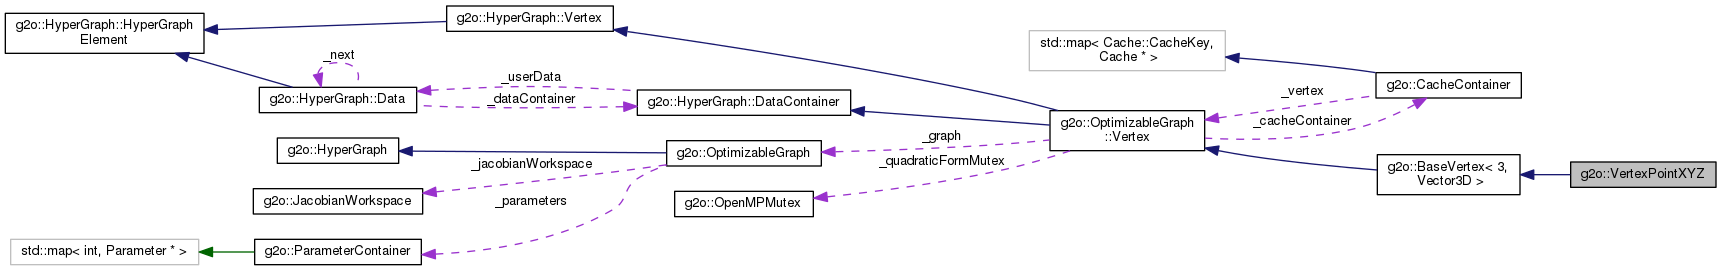 g2o::HyperGraph::HyperGraph
Element
g2o::HyperGraph::Vertex
_next
g2o::HyperGraph::Data
_userData
_dataContainer
g2o::HyperGraph::DataContainer
std::map< Cache::CacheKey,
Cache * >
g2o::CacheContainer
_vertex
_cacheContainer
g2o::OptimizableGraph
::Vertex
_graph
_quadraticFormMutex
g2o::HyperGraph
g2o::OptimizableGraph
_jacobianWorkspace
_parameters
g2o::JacobianWorkspace
g2o::OpenMPMutex
g2o::BaseVertex< 3,
Vector3D >
g2o::VertexPointXYZ
std::map< int, Parameter * >
g2o::ParameterContainer